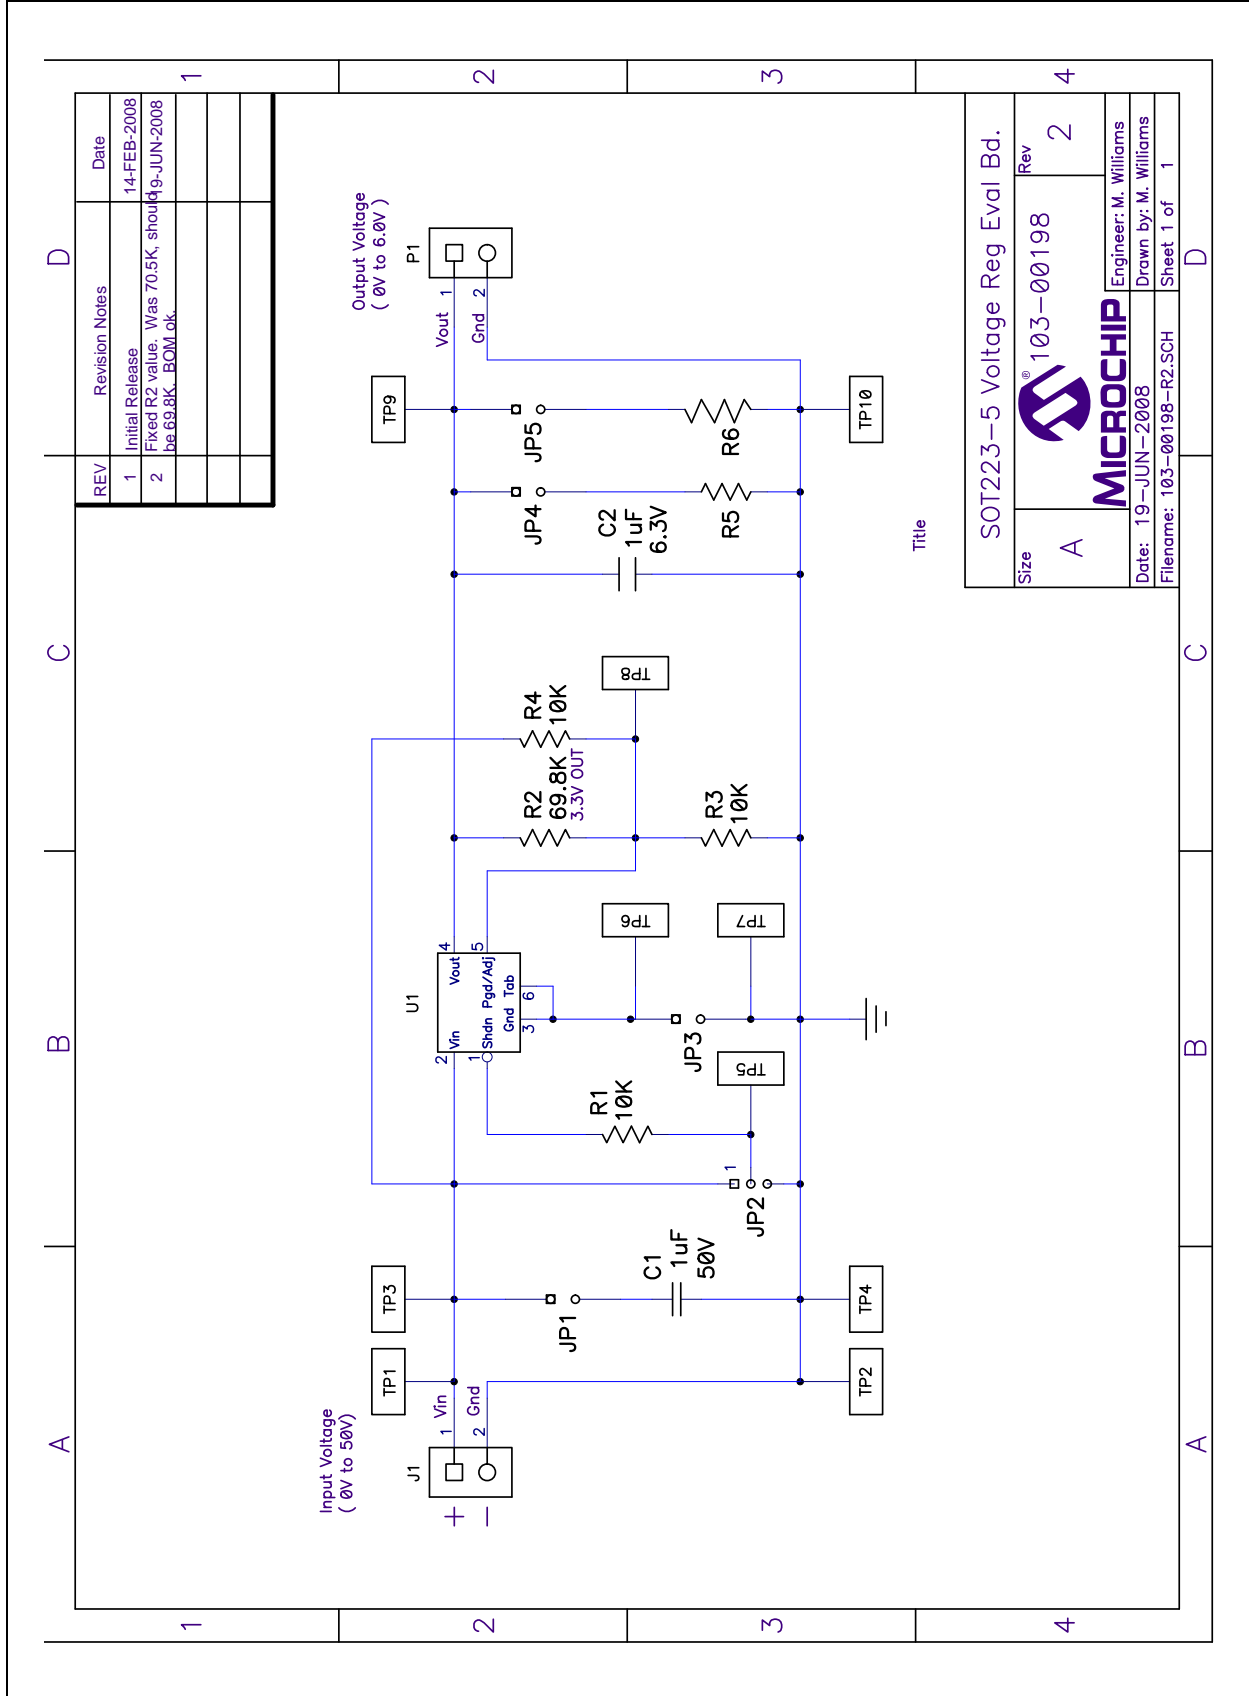 REV Revision Notes Date
1 Initial Release 14-FEB-2008
2 Fixed R2 value. Was 70.5K, should be 69.8K. BOM ok. 19-JUN-2008
A
B
C
D
1
2
3
4
Input Voltage
( 0V to 50V)
+
-
J1
1 Vin
2 Gnd
TP1
TP3
TP2
TP4
JP1
C1
1uF
50V
JP2
1
R1
10K
TP5
U1
2 Vin
1 Shdn
Vout 4
Pgd/Adj 5
Gnd Tab
3 6
JP3
TP6
TP7
R2
69.8K
3.3V OUT
R4
10K
R3
10K
TP8
C2
1uF
6.3V
JP4
JP5
R5
R6
TP9
TP10
Output Voltage
( 0V to 6.0V )
Vout 1
Gnd 2
P1
Title
SOT223-5 Voltage Reg Eval Bd.
Size
A
® 103-00198
Rev
2
MICROCHIP
Engineer: M. Williams
Date: 19-JUN-2008
Drawn by: M. Williams
Filename: 103-00198-R2.SCH
Sheet 1 of 1
A
B
C
D
1
2
3
4